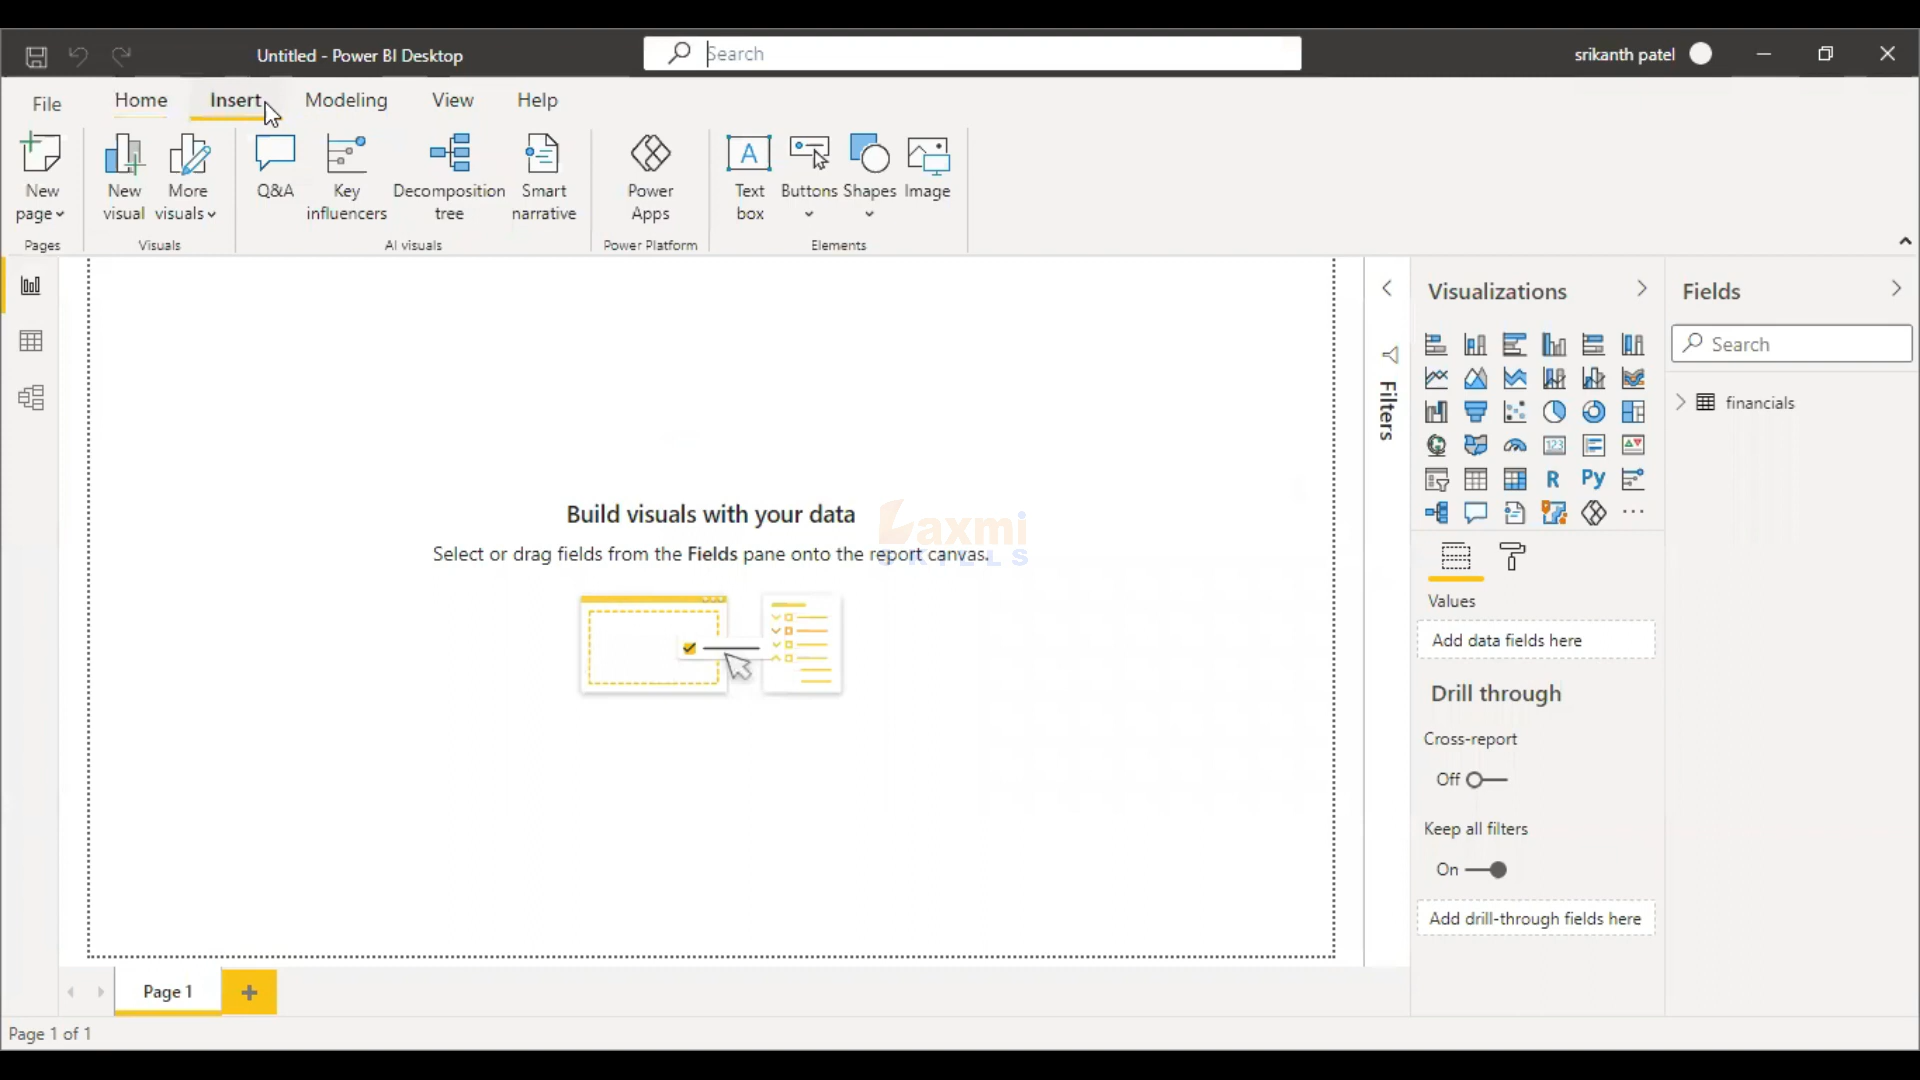 Untitled - Power BI Desktop
Search
srikanth patel
File
Home
Insert
Modeling
View
Help
New page
New visual
More visuals
Q&A
Key influencers
Decomposition tree
Smart narrative
Power Apps
Text box
Buttons
Shapes
Image
Pages
Visuals
AI visuals
Power Platform
Elements
Build visuals with your data
Select or drag fields from the Fields pane onto the report canvas.
Laxmi
SKILLS
Filters
Visualizations
123
R
Py
Values
Add data fields here
Drill through
Cross-report
Off
Keep all filters
On
Add drill-through fields here
Fields
Search
financials
Page 1
Page 1 of 1